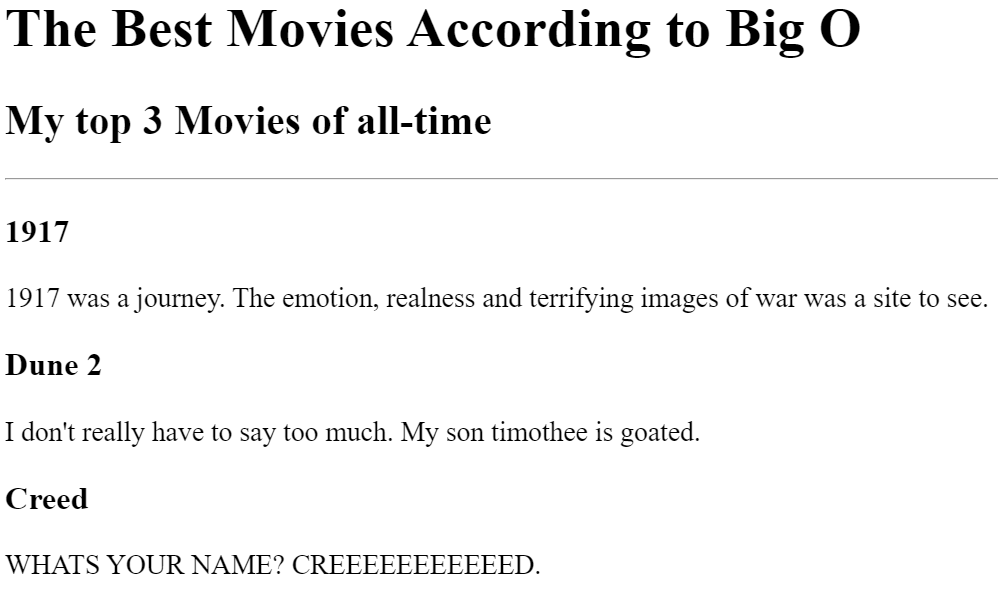 The Best Movies According to Big O
My top 3 Movies of all-time
1917
1917 was a journey. The emotion, realness and terrifying images of war was a site to see.
Dune 2
I don't really have to say too much. My son timothee is goated.
Creed
WHATS YOUR NAME? CREEEEEEEEEEED.